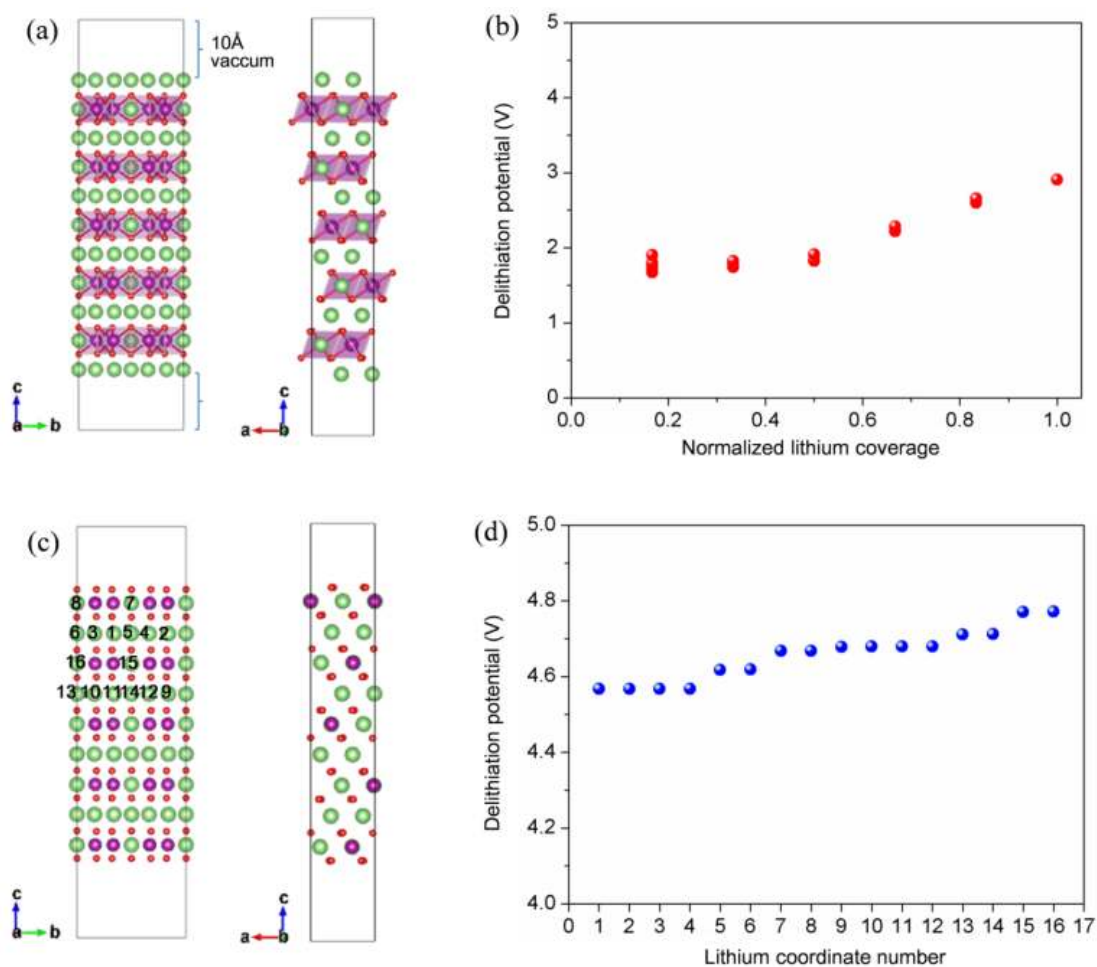 (a)
10Å
vaccum
c
a
b
c
a
b
(b)
Delithiation potential (V)
5
4
3
2
1
0
0.0 0.2 0.4 0.6 0.8 1.0
Normalized lithium coverage
(c)
8 7
6 3 1 5 4 2
16 15
13 10 11 14 12 9
c
a
b
c
a
b
(d)
Delithiation potential (V)
5.0
4.8
4.6
4.4
4.2
4.0
0 1 2 3 4 5 6 7 8 9 10 11 12 13 14 15 16 17
Lithium coordinate number